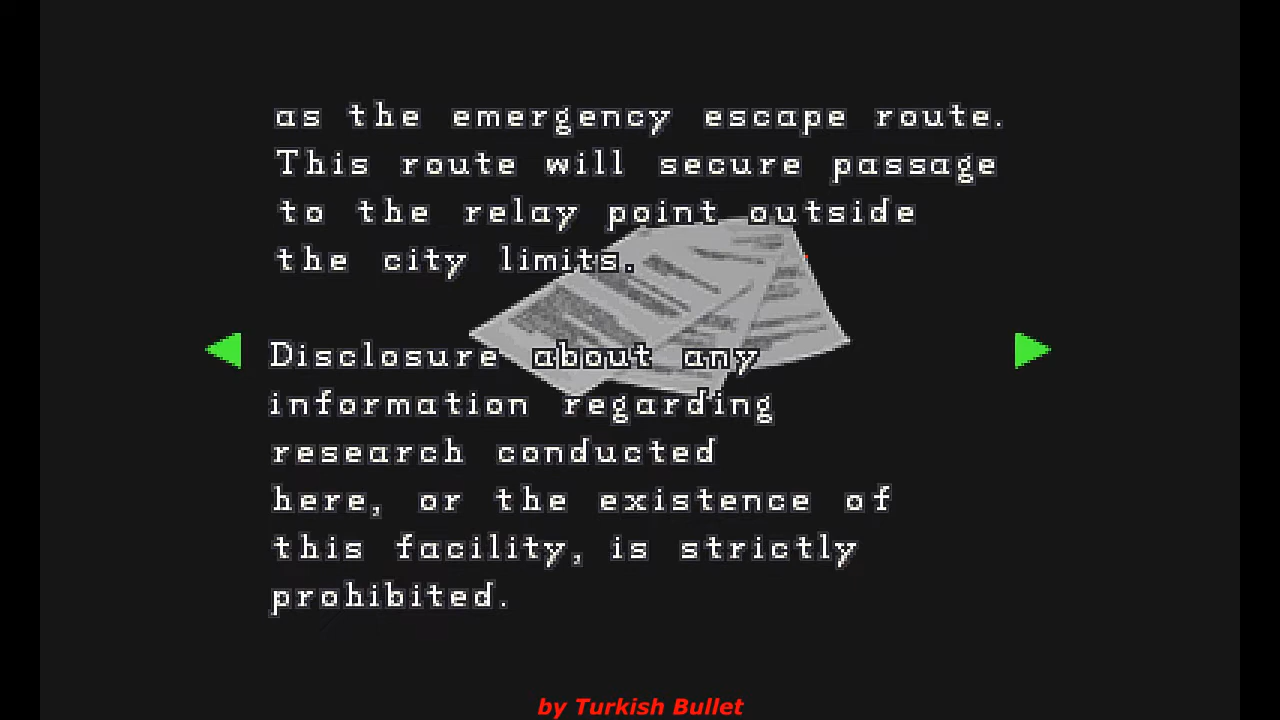 as the emergency escape route.
This route will secure passage
to the relay point outside
the city limits.
Disclosure about any
information regarding
research conducted
here, or the existence of
this facility, is strictly
prohibited.
by Turkish Bullet